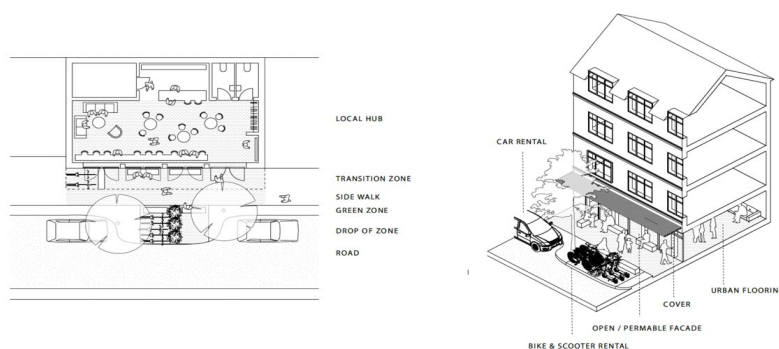 LOCAL HUB
TRANSITION ZONE
SIDE WALK
GREEN ZONE
DROP OF ZONE
ROAD
CAR RENTAL
URBAN FLOORIN
COVER
OPEN / PERMABLE FACADE
BIKE & SCOOTER RENTAL